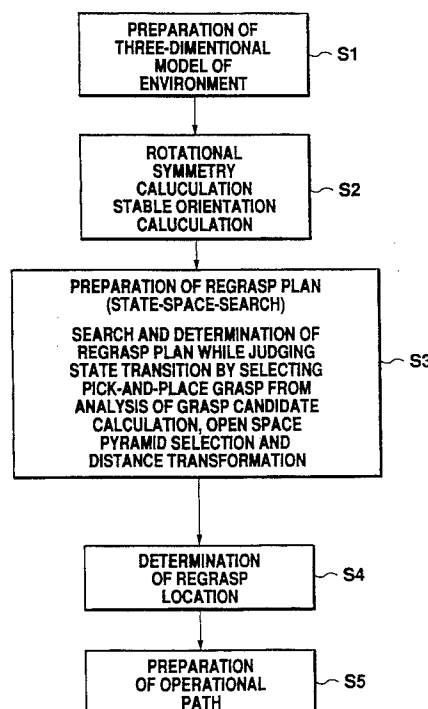 PREPARATION OF
THREE-DIMENTIONAL
MODEL OF
ENVIRONMENT
S1
ROTATIONAL
SYMMETRY
CALUCULATION
STABLE ORIENTATION
CALUCULATION
S2
PREPARATION OF REGRASP PLAN
(STATE-SPACE-SEARCH)
SEARCH AND DETERMINATION OF
REGRASP PLAN WHILE JUDGING
STATE TRANSITION BY SELECTING
PICK-AND-PLACE GRASP FROM
ANALYSIS OF GRASP CANDIDATE
CALCULATION, OPEN SPACE
PYRAMID SELECTION AND
DISTANCE TRANSFORMATION
S3
DETERMINATION
OF REGRASP
LOCATION
S4
PREPARATION
OF OPERATIONAL
PATH
S5